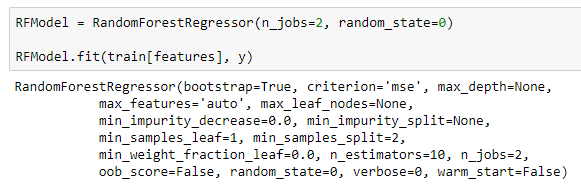 RFModel = RandomForestRegressor(n_jobs=2, random_state=0)
RFModel.fit(train[features], y)
RandomForestRegressor(bootstrap=True, criterion='mse', max_depth=None,
max_features='auto', max_leaf_nodes=None,
min_impurity_decrease=0.0, min_impurity_split=None,
min_samples_leaf=1, min_samples_split=2,
min_weight_fraction_leaf=0.0, n_estimators=10, n_jobs=2,
oob_score=False, random_state=0, verbose=0, warm_start=False)